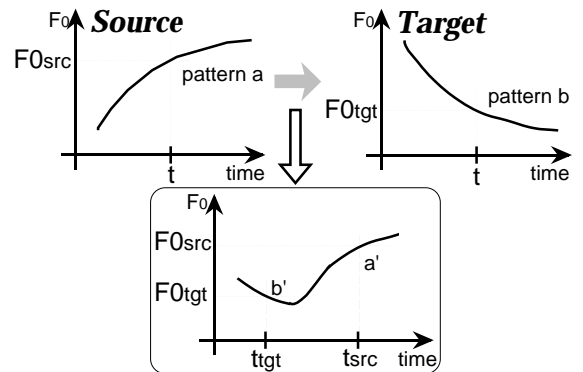 Source
F0
F0src
pattern a
t
time
Target
F0
pattern b
F0tgt
t
time
F0
F0src
a'
F0tgt
b'
ttgt
tsrc
time